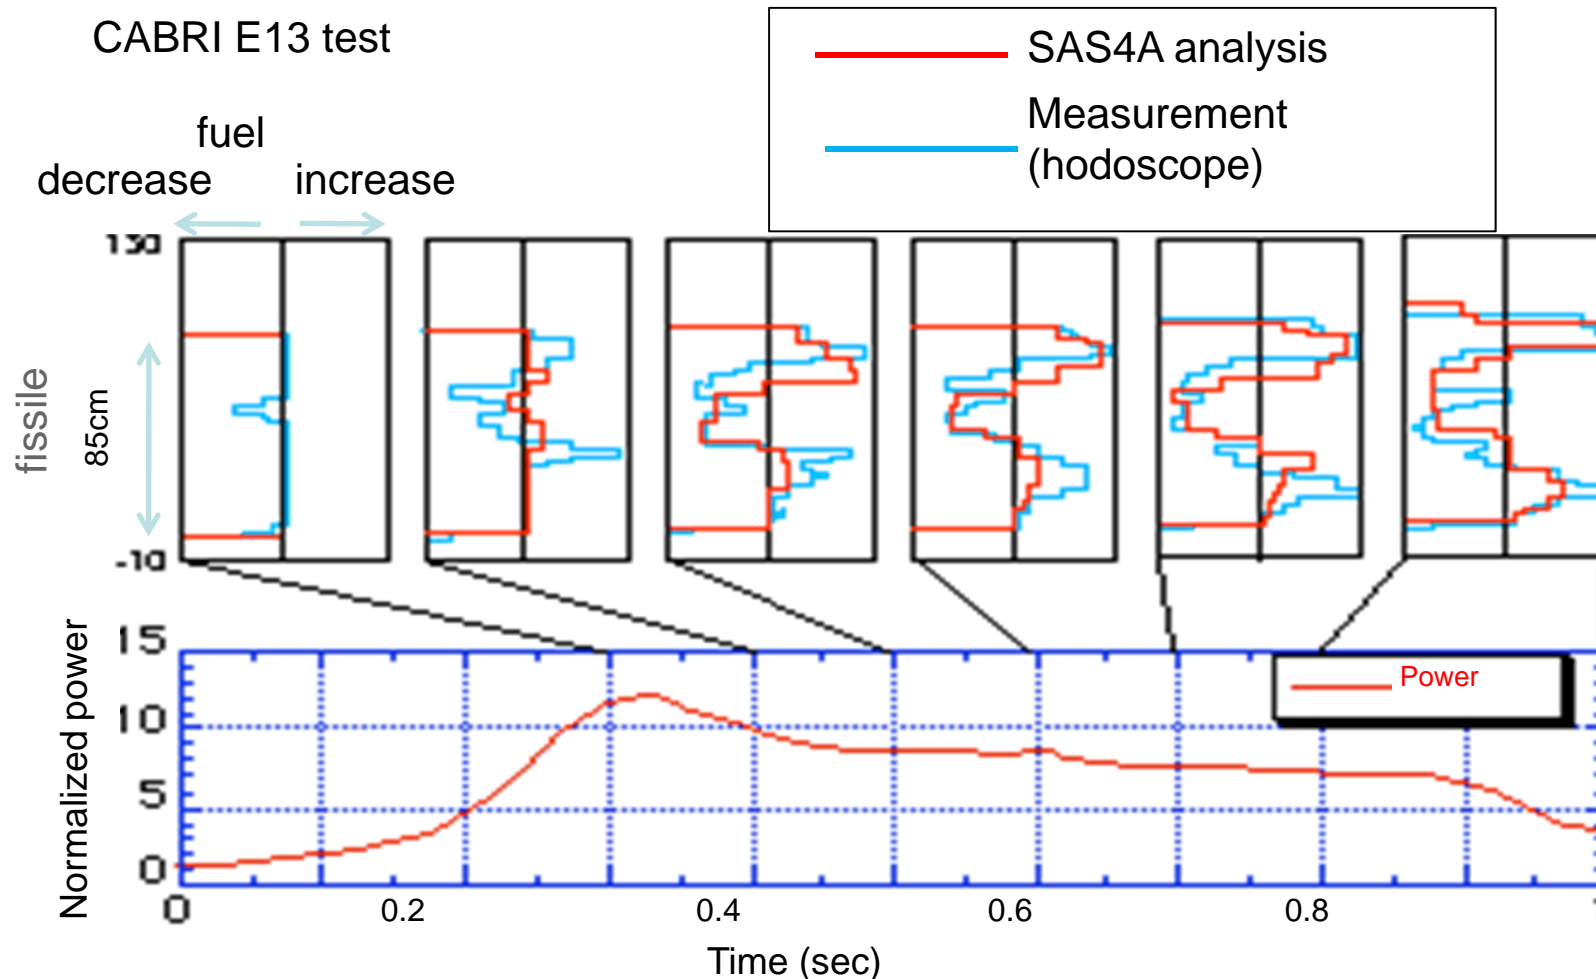 CABRI E13 test
SAS4A analysis
Measurement
(hodoscope)
fuel
decrease increase
130
fissile
85cm
-10
Normalized power
15
10
5
0
Power
0 0.2 0.4 0.6 0.8
Time (sec)